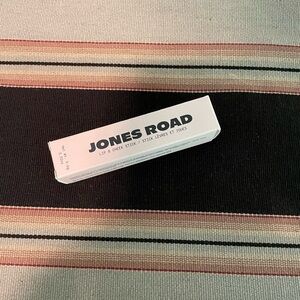 JONES ROAD
LIP & CHEEK STICK / STICK LÈVRES ET JOUES